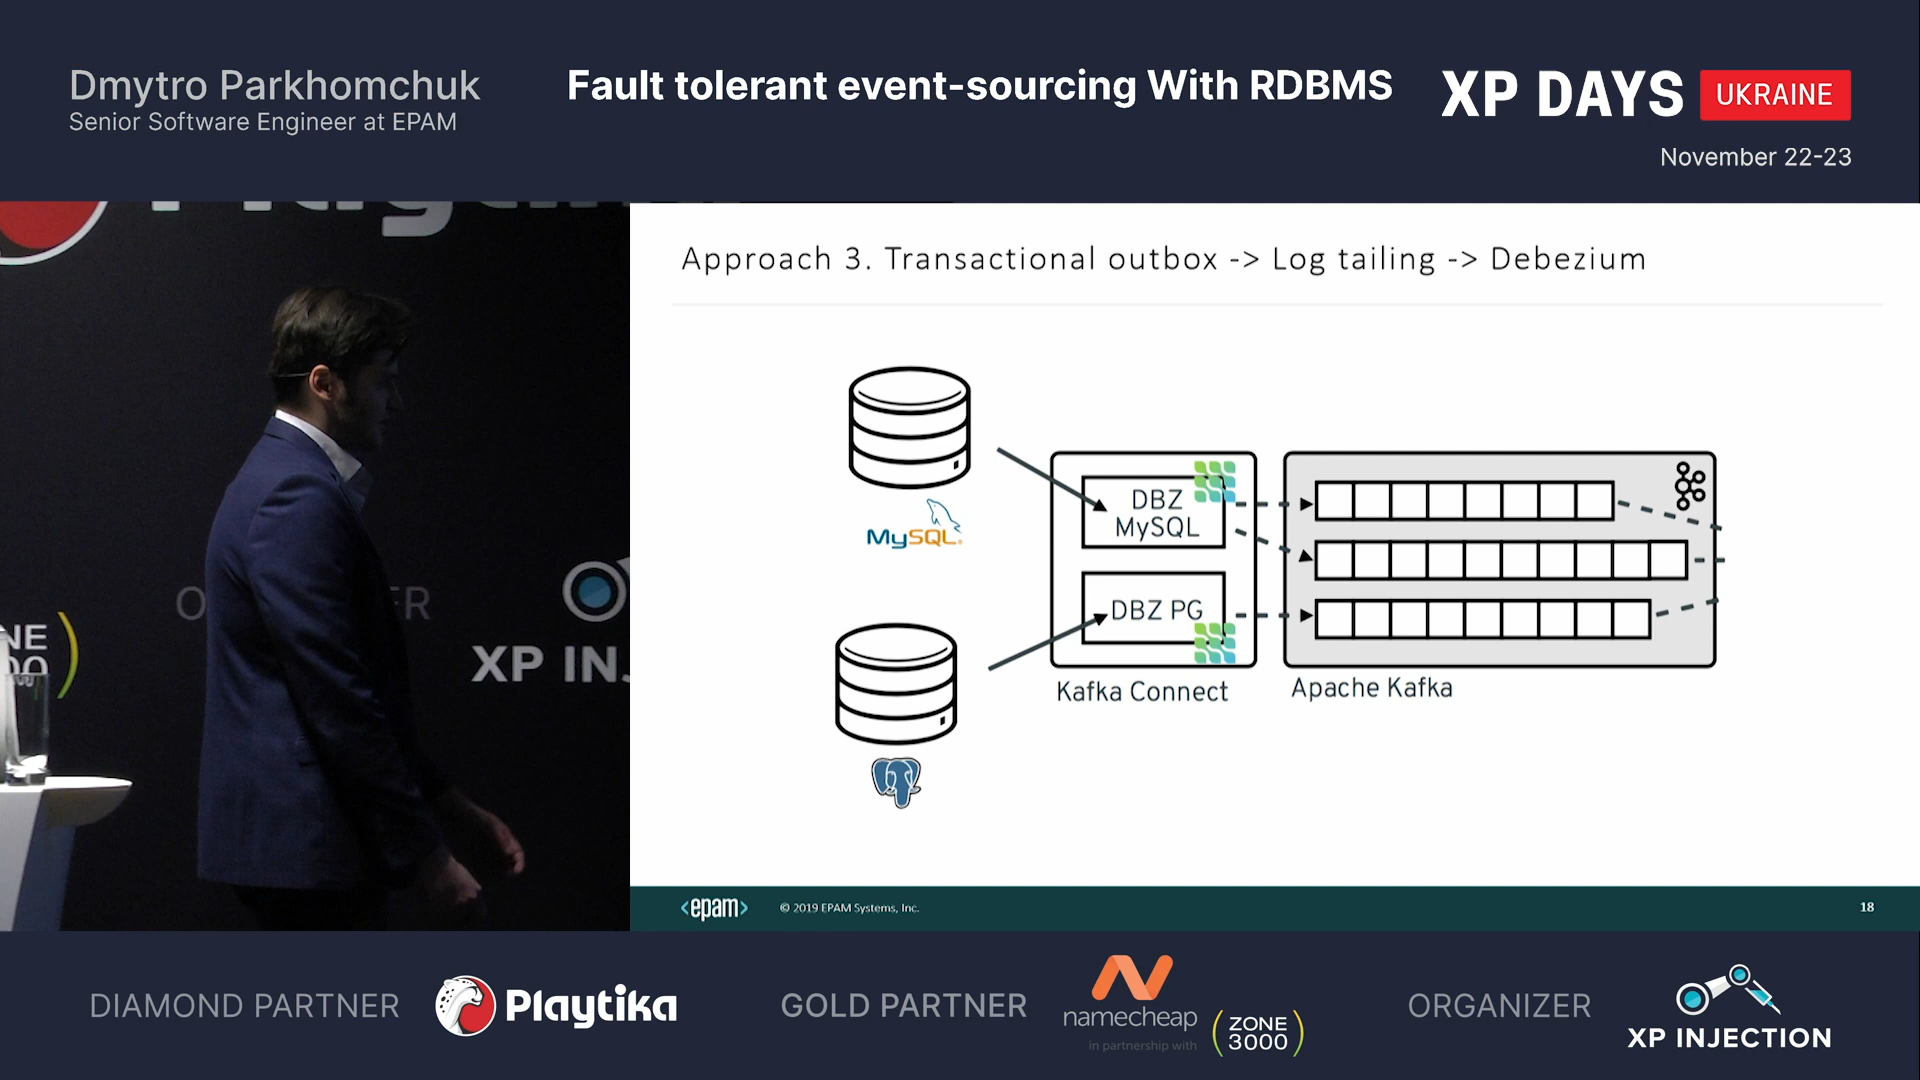 Dmytro Parkhomchuk
Senior Software Engineer at EPAM
Fault tolerant event-sourcing With RDBMS
XP DAYS UKRAINE
November 22-23
Approach 3. Transactional outbox -> Log tailing -> Debezium
MySQL
DBZ
MySQL
DBZ PG
Kafka Connect
Apache Kafka
XP IN
<epam>
© 2019 EPAM Systems, Inc.
18
DIAMOND PARTNER
Playtika
GOLD PARTNER
namecheap
in partnership with
ZONE
3000
ORGANIZER
XP INJECTION